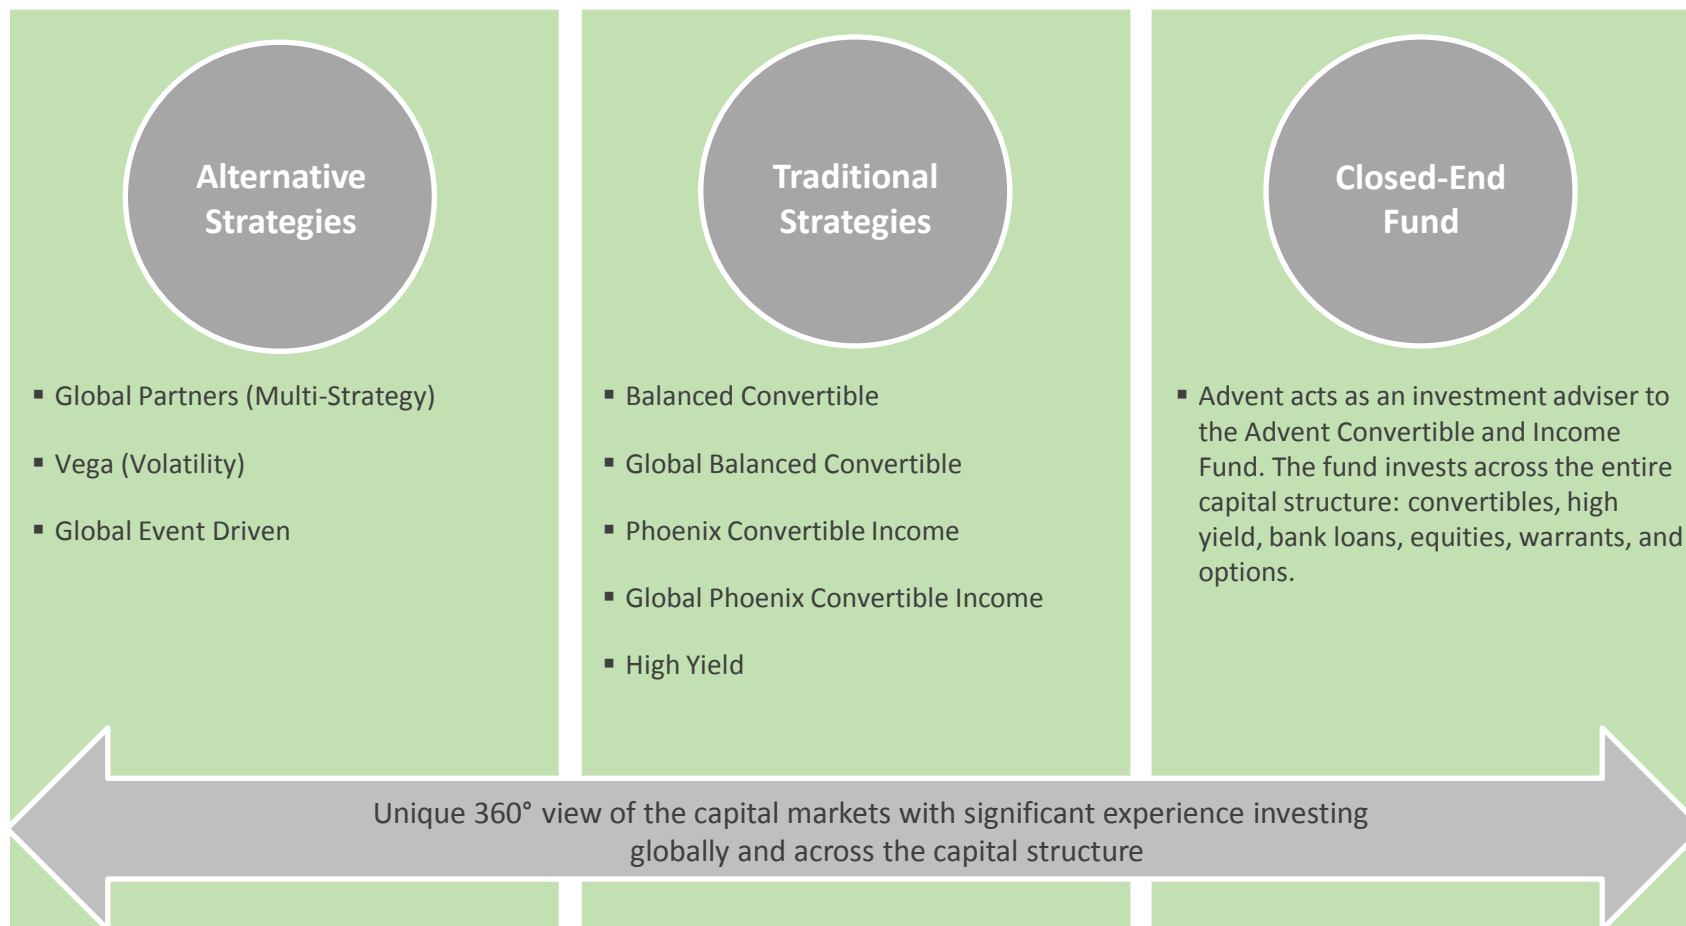 Alternative
Strategies
▪ Global Partners (Multi-Strategy)
▪ Vega (Volatility)
▪ Global Event Driven
Traditional
Strategies
▪ Balanced Convertible
▪ Global Balanced Convertible
▪ Phoenix Convertible Income
▪ Global Phoenix Convertible Income
▪ High Yield
Closed-End
Fund
▪ Advent acts as an investment adviser to
the Advent Convertible and Income
Fund. The fund invests across the entire
capital structure: convertibles, high
yield, bank loans, equities, warrants, and
options.
Unique 360° view of the capital markets with significant experience investing
globally and across the capital structure